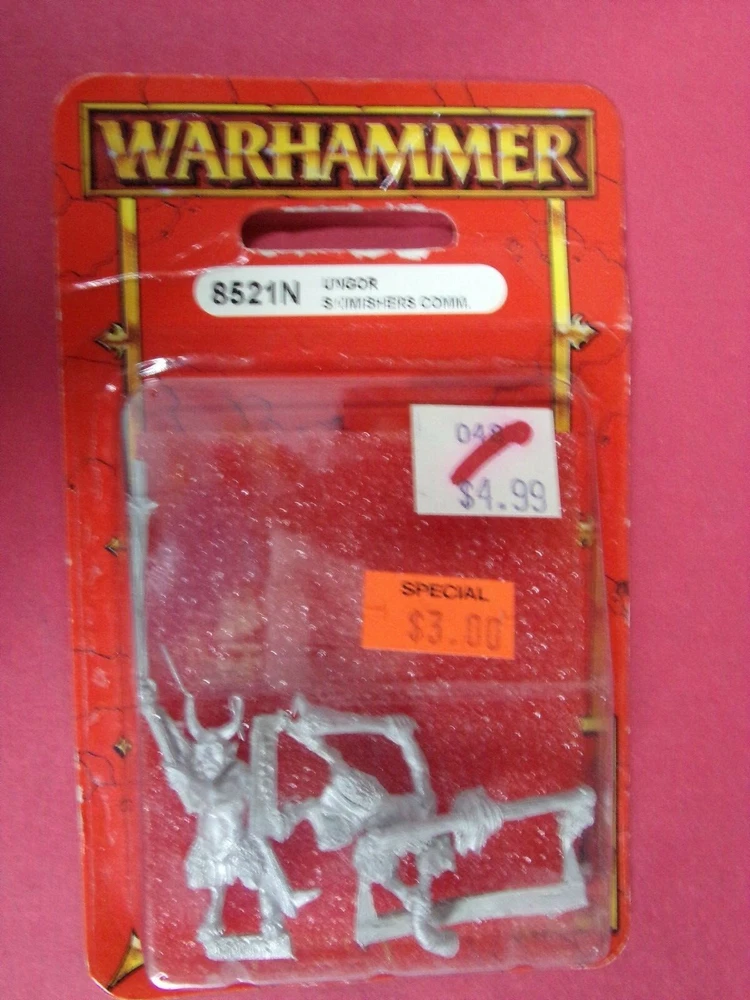 WARHAMMER
8521N
UNGOR
SKIMISHERS COMM.
$4.99
SPECIAL
$3.00